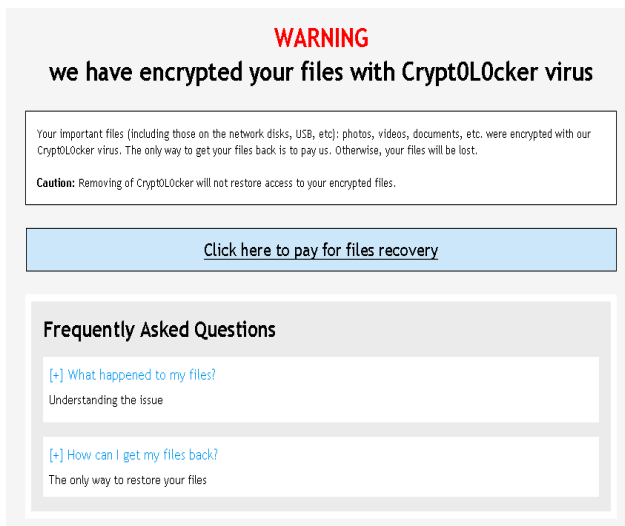 WARNING
we have encrypted your files with Crypt0L0cker virus
Your important files (including those on the network disks, USB, etc): photos, videos, documents, etc. were encrypted with our
Crypt0L0cker virus. The only way to get your files back is to pay us. Otherwise, your files will be lost.
Caution: Removing of Crypt0L0cker will not restore access to your encrypted files.
Click here to pay for files recovery
Frequently Asked Questions
[+] What happened to my files?
Understanding the issue
[+] How can I get my files back?
The only way to restore your files